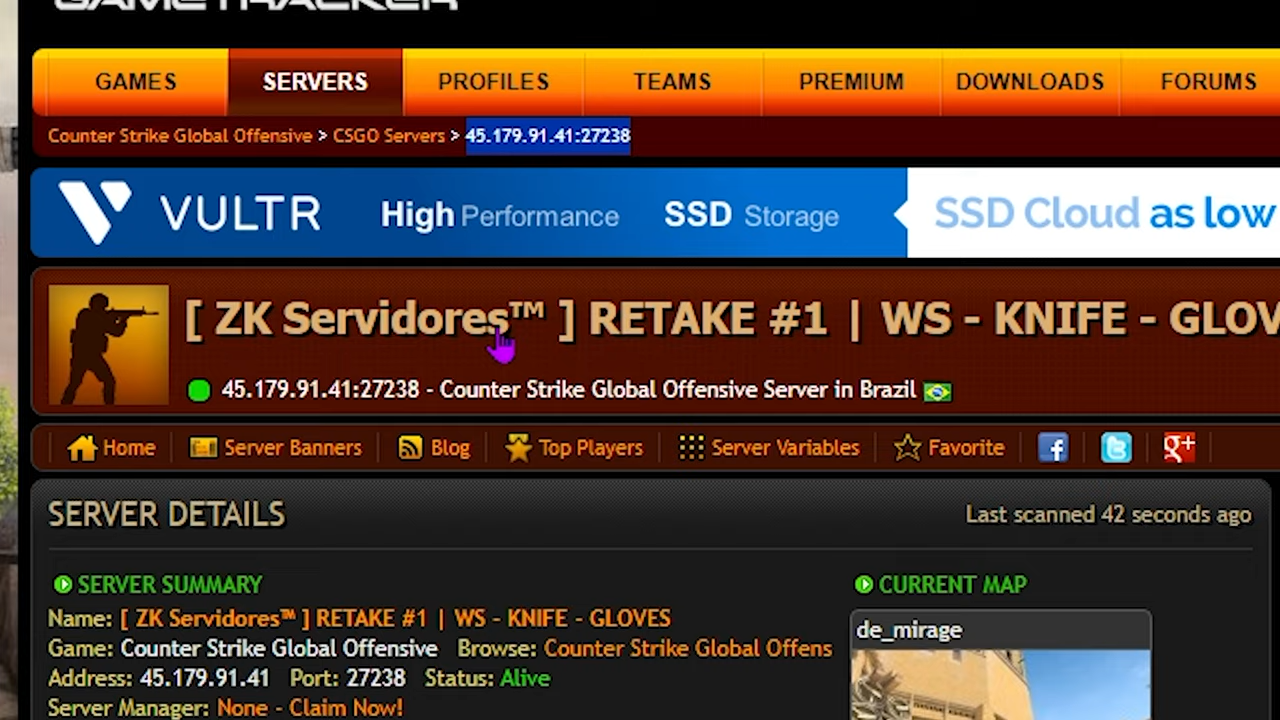 GAMETRACKER
GAMES SERVERS PROFILES TEAMS PREMIUM DOWNLOADS FORUMS
Counter Strike Global Offensive > CSGO Servers > 45.179.91.41:27238
VULTR High Performance SSD Storage SSD Cloud as low
[ ZK Servidores™ ] RETAKE #1 | WS - KNIFE - GLOV
45.179.91.41:27238 - Counter Strike Global Offensive Server in Brazil
Home Server Banners Blog Top Players Server Variables Favorite
SERVER DETAILS Last scanned 42 seconds ago
SERVER SUMMARY
Name: [ ZK Servidores™ ] RETAKE #1 | WS - KNIFE - GLOVES
Game: Counter Strike Global Offensive Browse: Counter Strike Global Offens
Address: 45.179.91.41 Port: 27238 Status: Alive
Server Manager: None - Claim Now!
CURRENT MAP
de_mirage